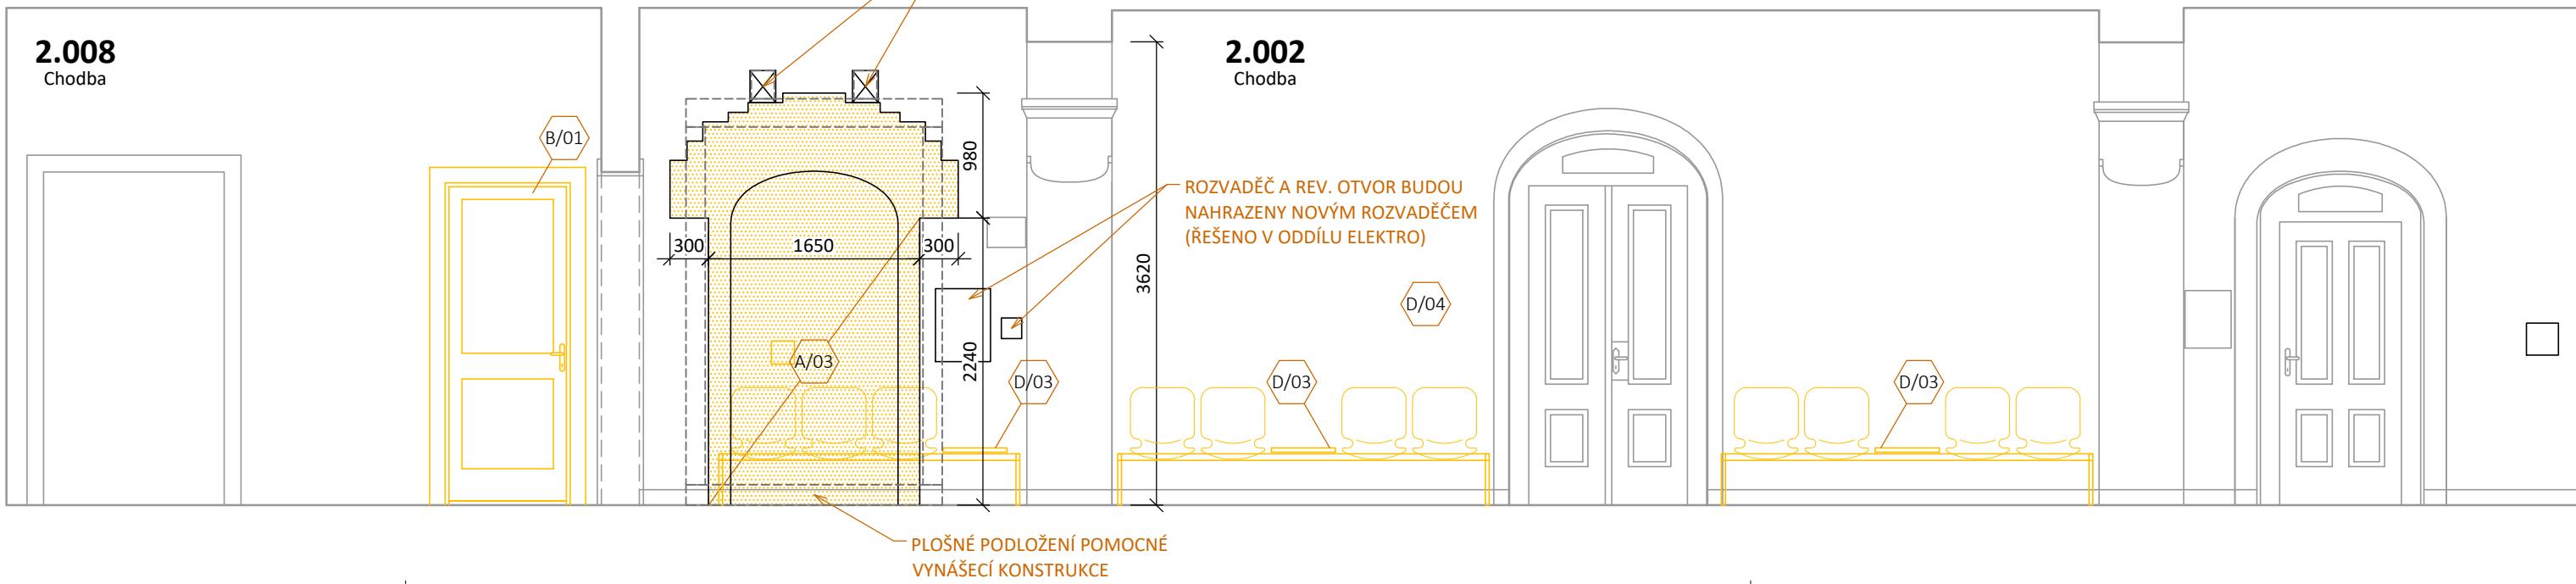 2.008
Chodba
2.002
Chodba
B/01
980
ROZVADĚČ A REV. OTVOR BUDOU
NAHRAZENY NOVÝM ROZVADĚČEM
(ŘEŠENO V ODDÍLU ELEKTRO)
300
1650
300
3620
D/04
A/03
2240
D/03
D/03
D/03
PLOŠNÉ PODLOŽENÍ POMOCNÉ
VYNÁŠECÍ KONSTRUKCE